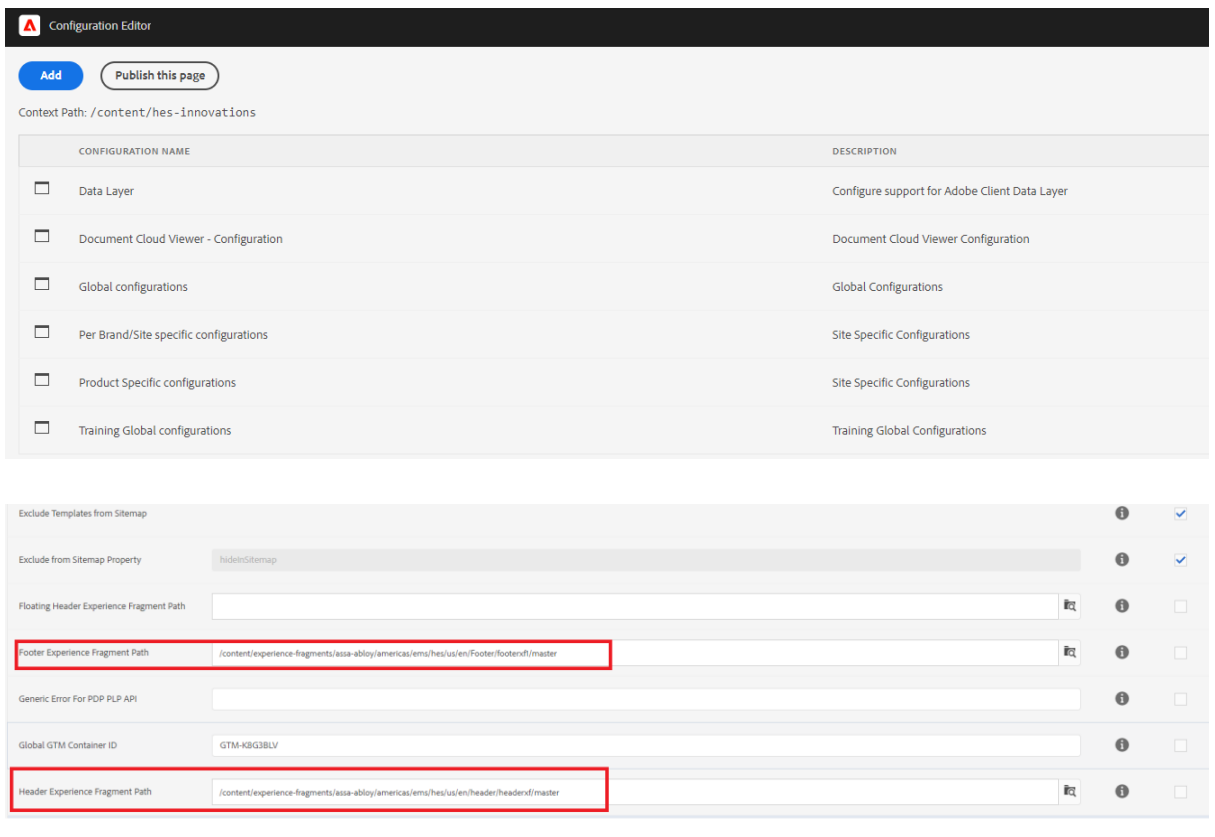 Configuration Editor
Add Publish this page
Context Path: /content/hes-innovations
CONFIGURATION NAME DESCRIPTION
Data Layer Configure support for Adobe Client Data Layer
Document Cloud Viewer - Configuration Document Cloud Viewer Configuration
Global configurations Global Configurations
Per Brand/Site specific configurations Site Specific Configurations
Product Specific configurations Site Specific Configurations
Training Global configurations Training Global Configurations
Exclude Templates from Sitemap
Exclude from Sitemap Property hideInSitemap
Floating Header Experience Fragment Path
Footer Experience Fragment Path /content/experience-fragments/assa-abloy/americas/ems/hes/us/en/Footer/footerxf1/master
Generic Error For PDP PLP API
Global GTM Container ID GTM-K8G3BLV
Header Experience Fragment Path /content/experience-fragments/assa-abloy/americas/ems/hes/us/en/header/headerxf/master